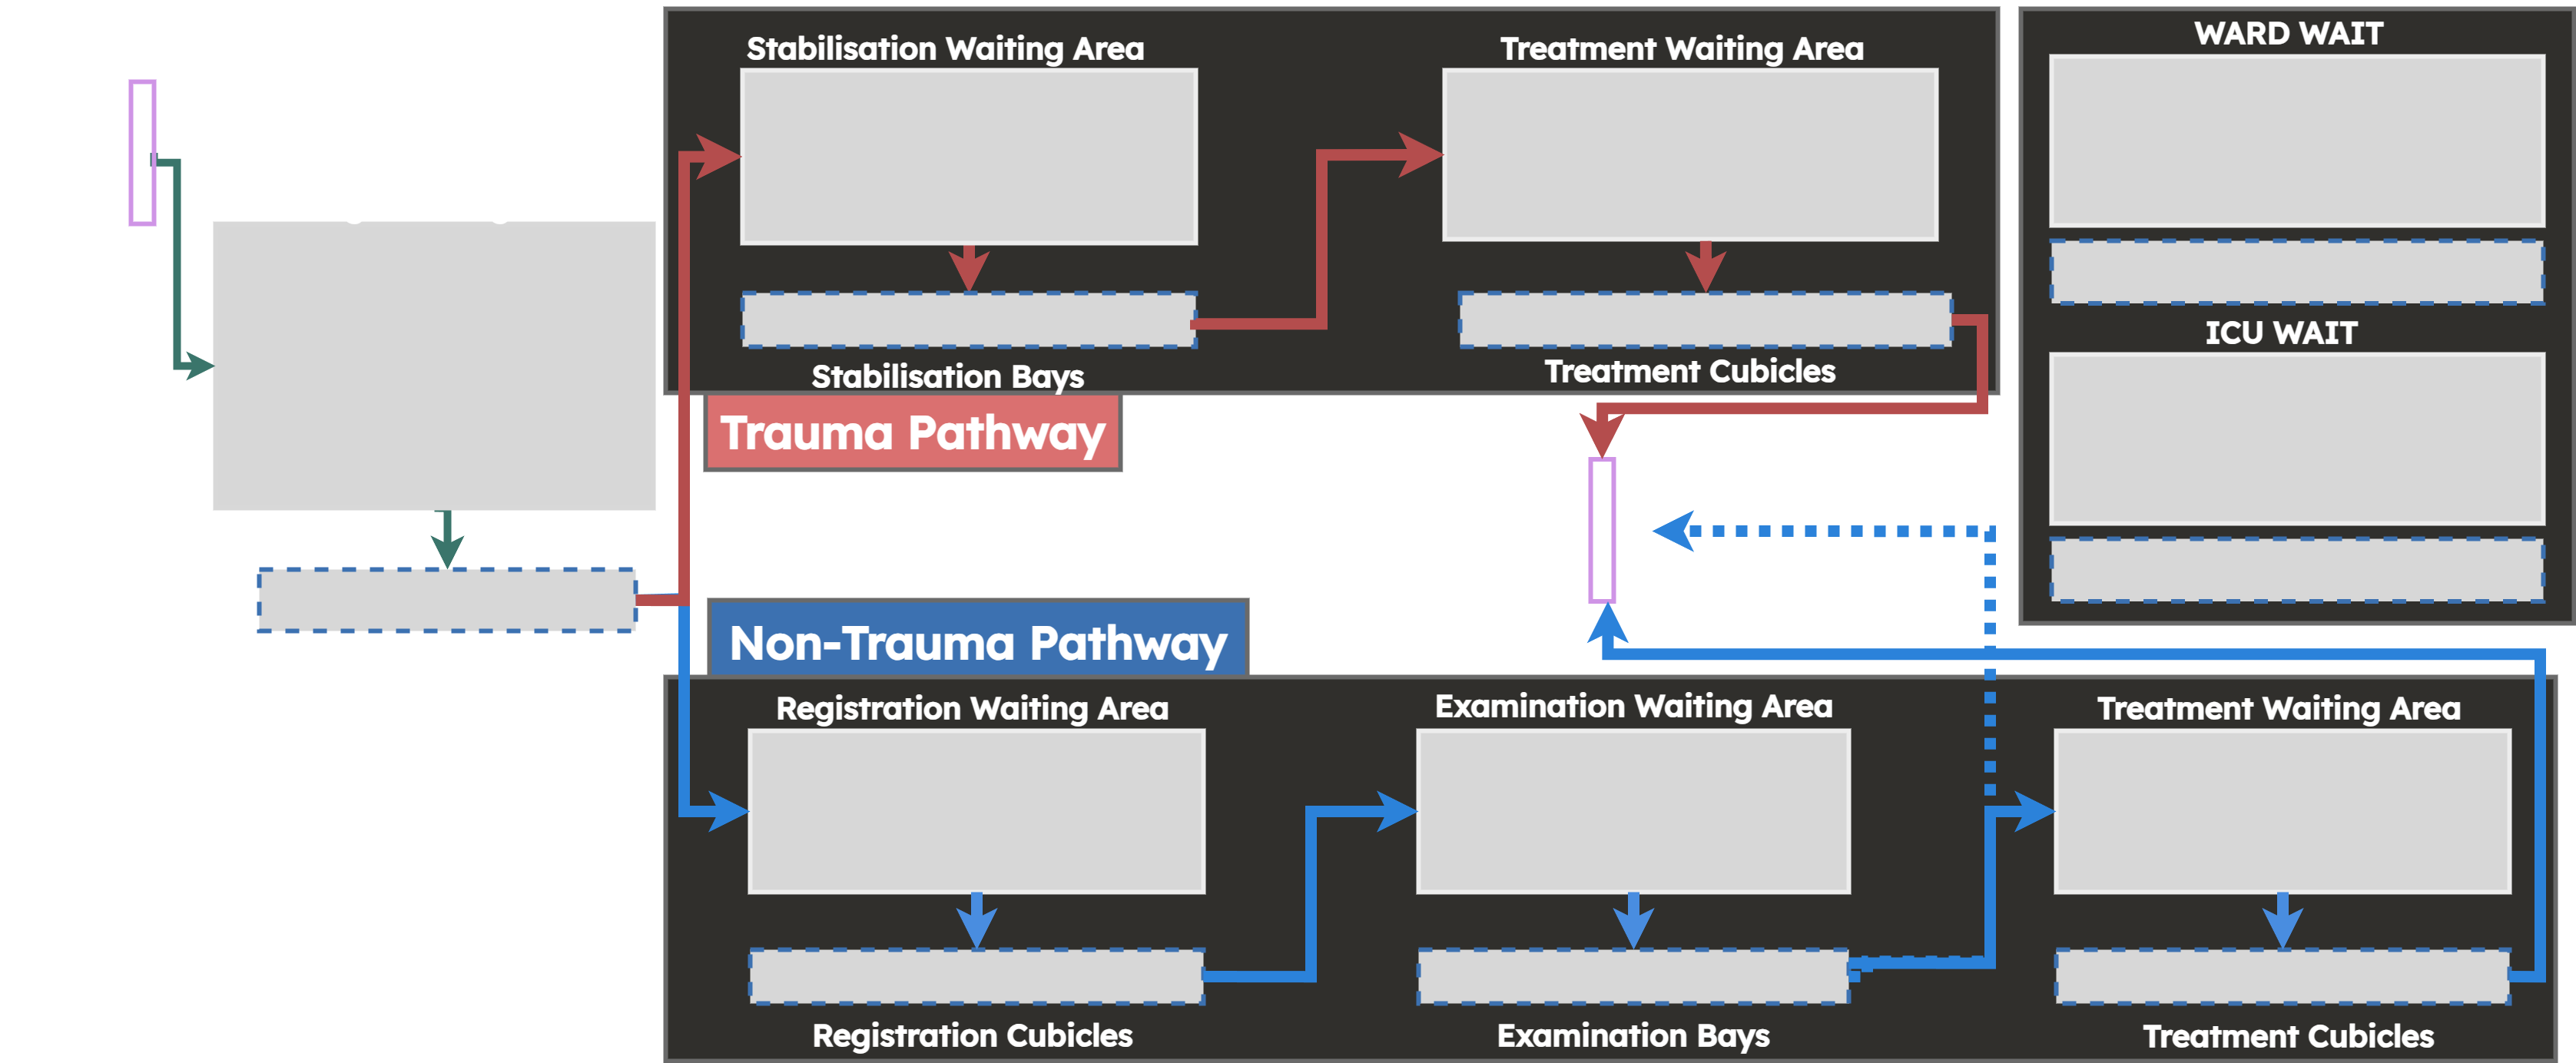 Stabilisation Waiting Area
Treatment Waiting Area
WARD WAIT
ICU WAIT
Stabilisation Bays
Treatment Cubicles
Trauma Pathway
Non-Trauma Pathway
Registration Waiting Area
Examination Waiting Area
Treatment Waiting Area
Registration Cubicles
Examination Bays
Treatment Cubicles